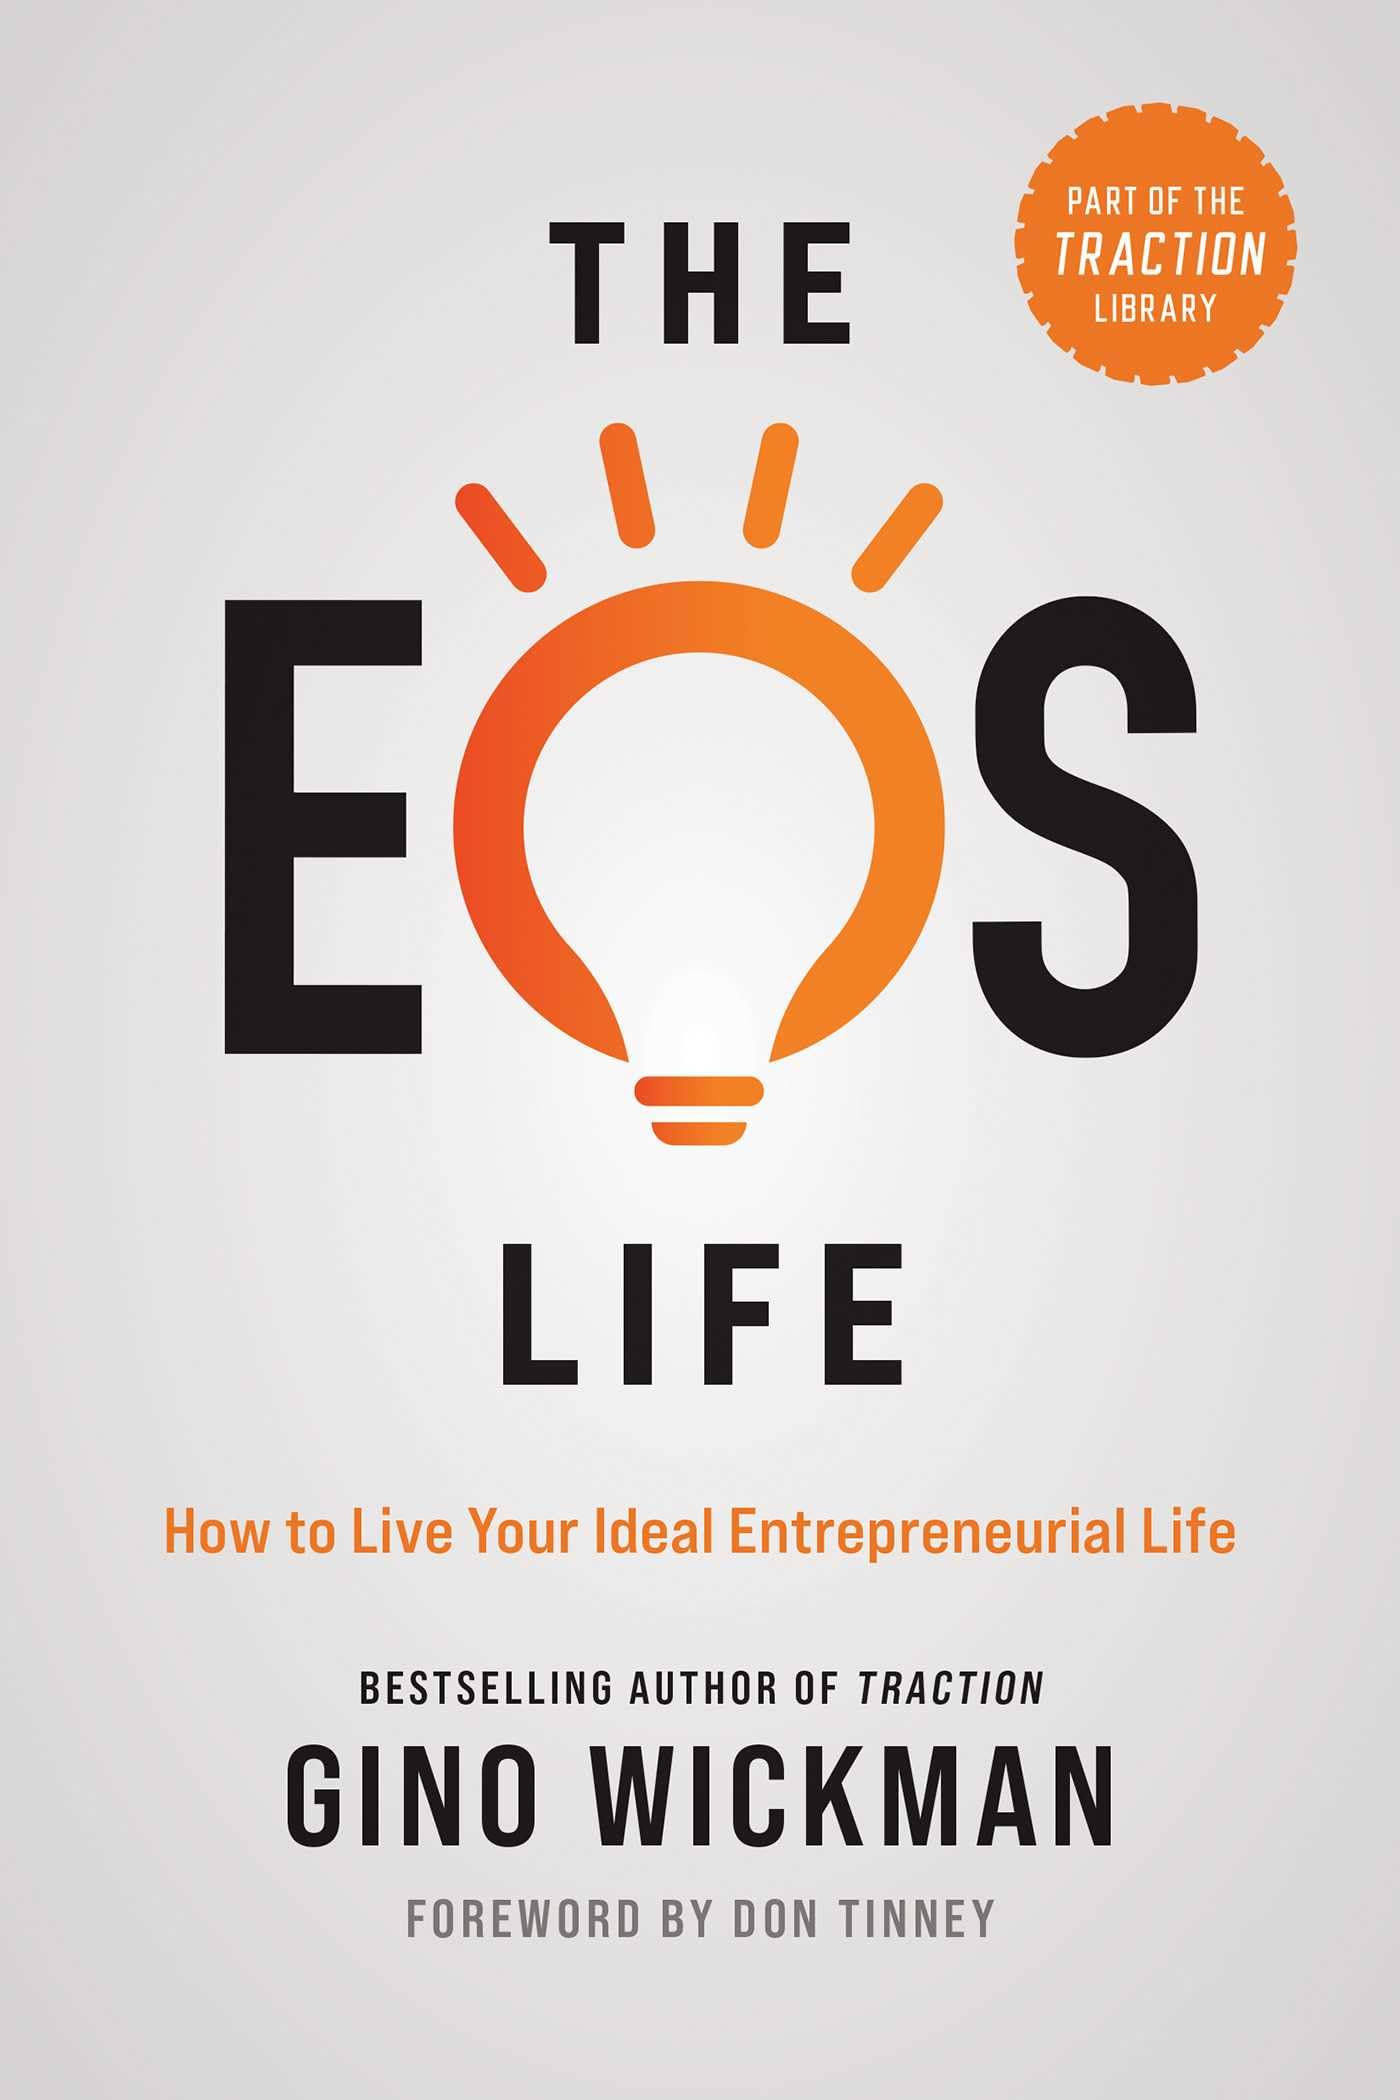 THE
PART OF THE
TRACTION
LIBRARY
EOS
LIFE
How to Live Your Ideal Entrepreneurial Life
BESTSELLING AUTHOR OF TRACTION
GINO WICKMAN
FOREWORD BY DON TINNEY